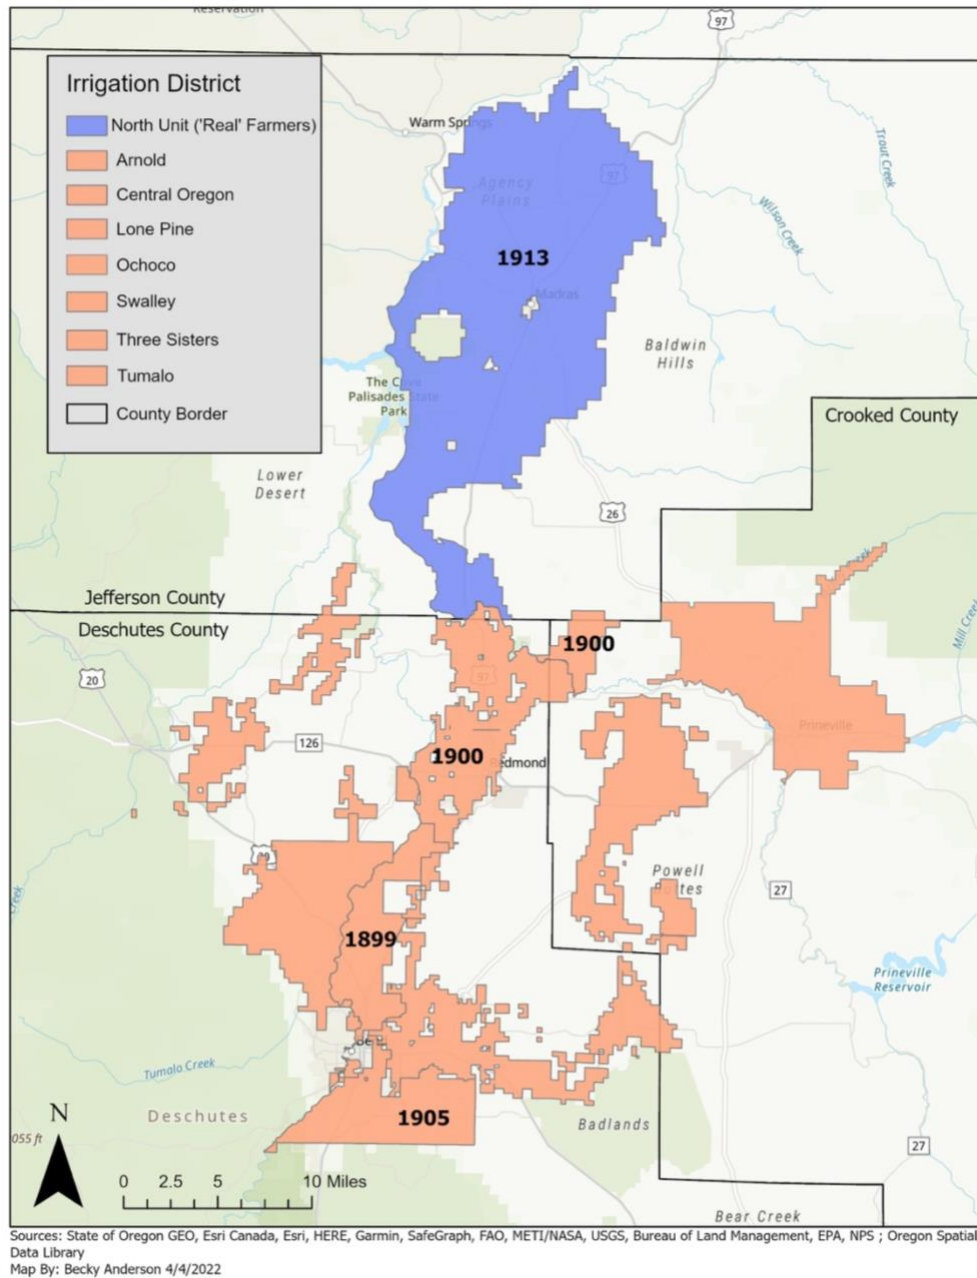 Reservation
97
Irrigation District
North Unit ('Real' Farmers)
Arnold
Central Oregon
Lone Pine
Ochoco
Swalley
Three Sisters
Tumalo
County Border
Warm Springs
Agency
Plains
97
Trout Creek
Wilson Creek
1913
Madras
Baldwin
Hills
The Cove
Palisades State
Park
Crooked County
Lower
Desert
26
Jefferson County
Deschutes County
Mill Creek
1900
20
97
126
1900
Redmond
Prineville
Powell
Buttes
27
Creek
1899
Prineville
Reservoir
Tumalo Creek
Deschutes
1905
Badlands
N
055 ft
27
0 2.5 5 10 Miles
Bear Creek
Sources: State of Oregon GEO, Esri Canada, Esri, HERE, Garmin, SafeGraph, FAO, METI/NASA, USGS, Bureau of Land Management, EPA, NPS ; Oregon Spatial
Data Library
Map By: Becky Anderson 4/4/2022